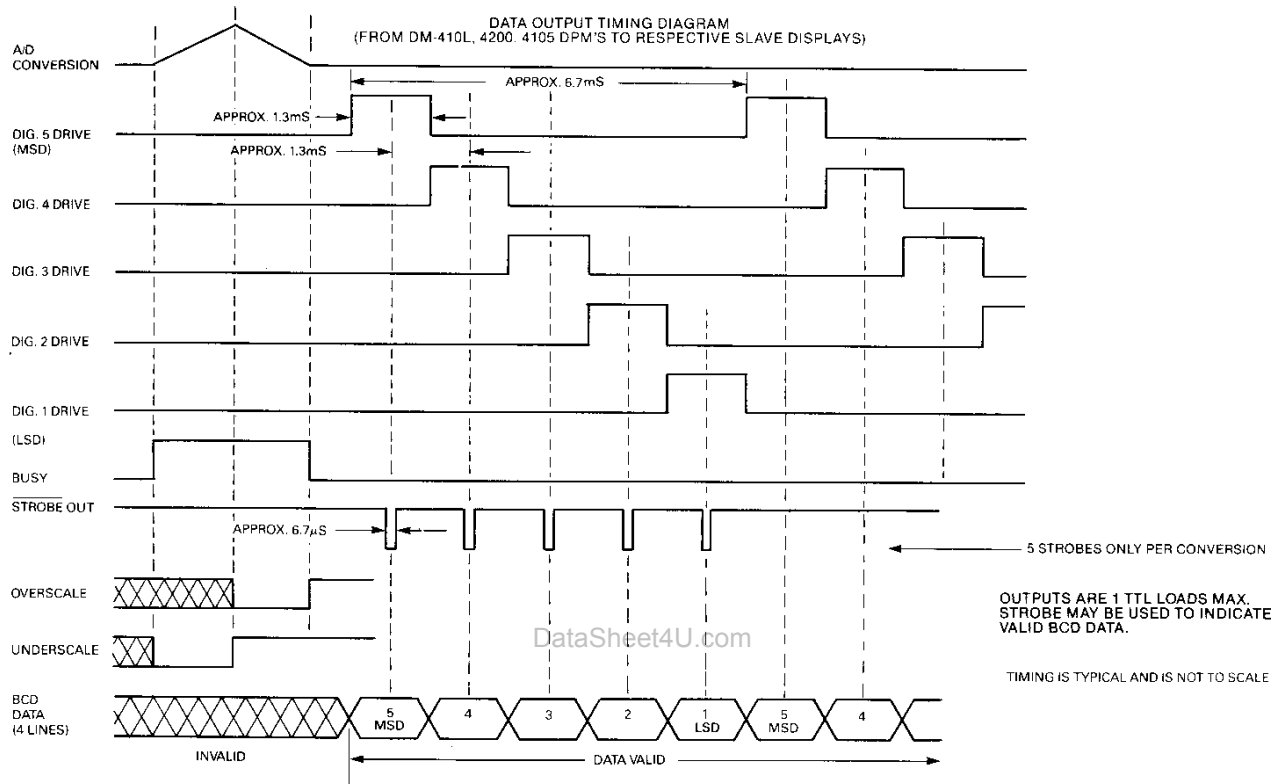 DATA OUTPUT TIMING DIAGRAM
(FROM DM-410L, 4200. 4105 DPM'S TO RESPECTIVE SLAVE DISPLAYS)
A/D
CONVERSION
APPROX. 6.7mS
APPROX. 1.3mS
DIG. 5 DRIVE
(MSD)
APPROX. 1.3mS
DIG. 4 DRIVE
DIG. 3 DRIVE
DIG. 2 DRIVE
DIG. 1 DRIVE
(LSD)
BUSY
STROBE OUT
APPROX. 6.7µS
5 STROBES ONLY PER CONVERSION
OVERSCALE
OUTPUTS ARE 1 TTL LOADS MAX.
STROBE MAY BE USED TO INDICATE
VALID BCD DATA.
UNDERSCALE
DataSheet4U.com
TIMING IS TYPICAL AND IS NOT TO SCALE
BCD
DATA
(4 LINES)
5
MSD
4
3
2
1
LSD
5
MSD
4
INVALID
DATA VALID